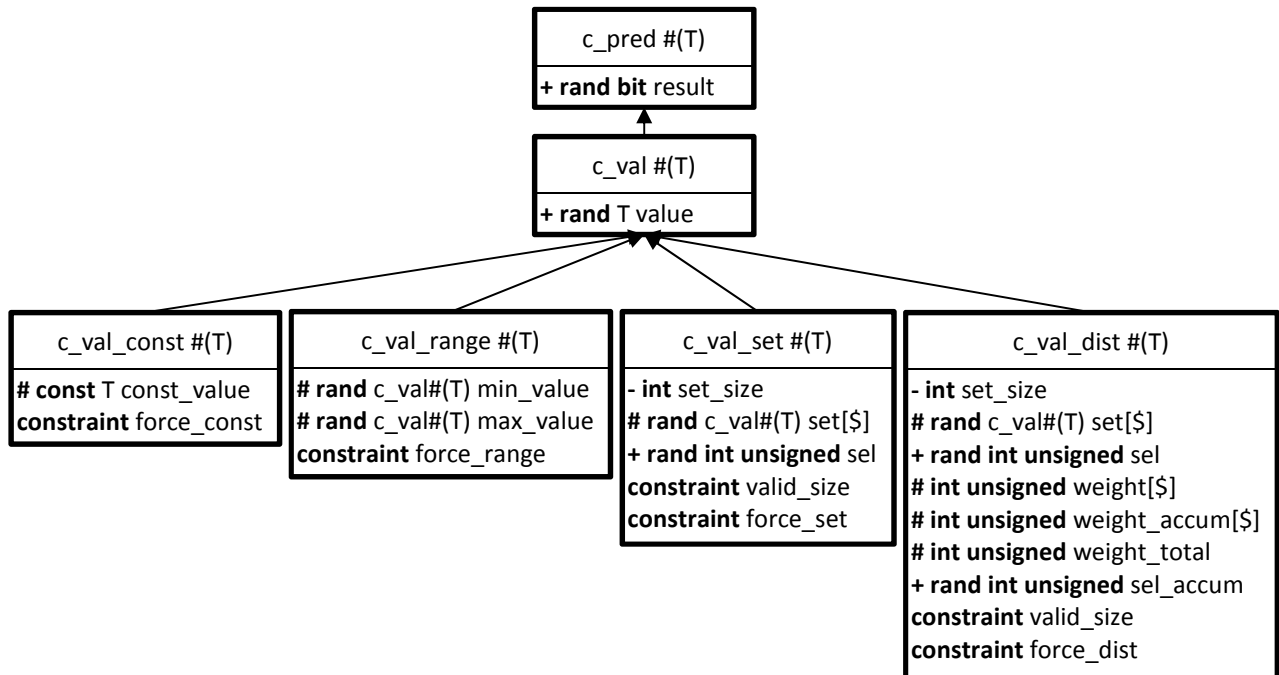 c_pred #(T)
+ rand bit result
c_val #(T)
+ rand T value
c_val_const #(T)
# const T const_value
constraint force_const
c_val_range #(T)
# rand c_val#(T) min_value
# rand c_val#(T) max_value
constraint force_range
c_val_set #(T)
- int set_size
# rand c_val#(T) set[$]
+ rand int unsigned sel
constraint valid_size
constraint force_set
c_val_dist #(T)
- int set_size
# rand c_val#(T) set[$]
+ rand int unsigned sel
# int unsigned weight[$]
# int unsigned weight_accum[$]
# int unsigned weight_total
+ rand int unsigned sel_accum
constraint valid_size
constraint force_dist